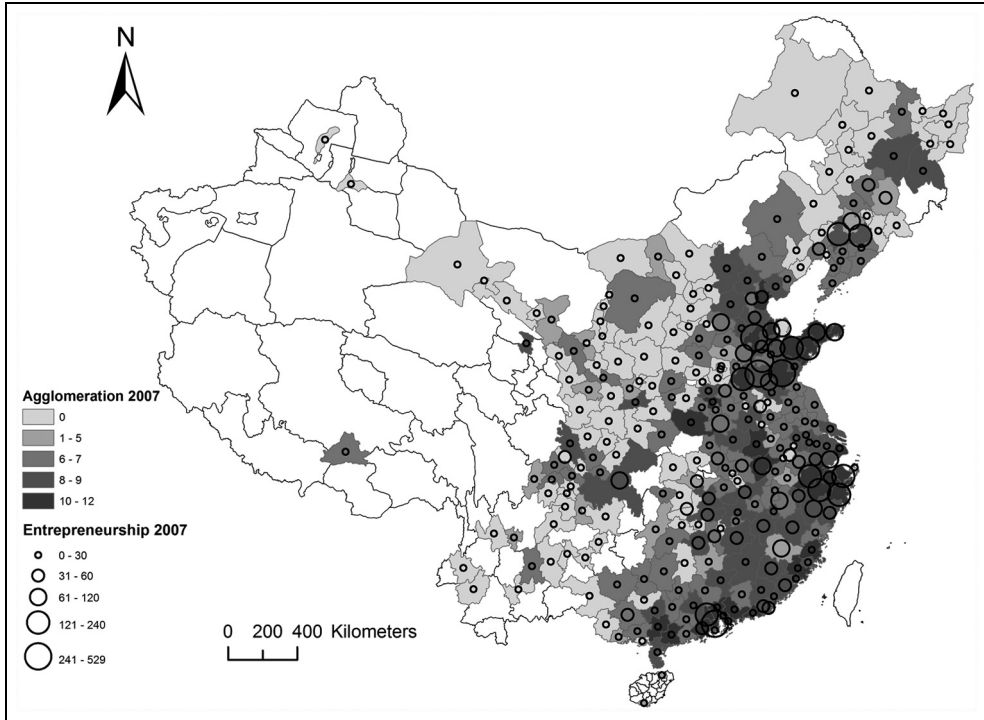 N
Agglomeration 2007
0
1 - 5
6 - 7
8 - 9
10 - 12
Entrepreneurship 2007
0 - 30
31 - 60
61 - 120
121 - 240
241 - 529
0 200 400 Kilometers